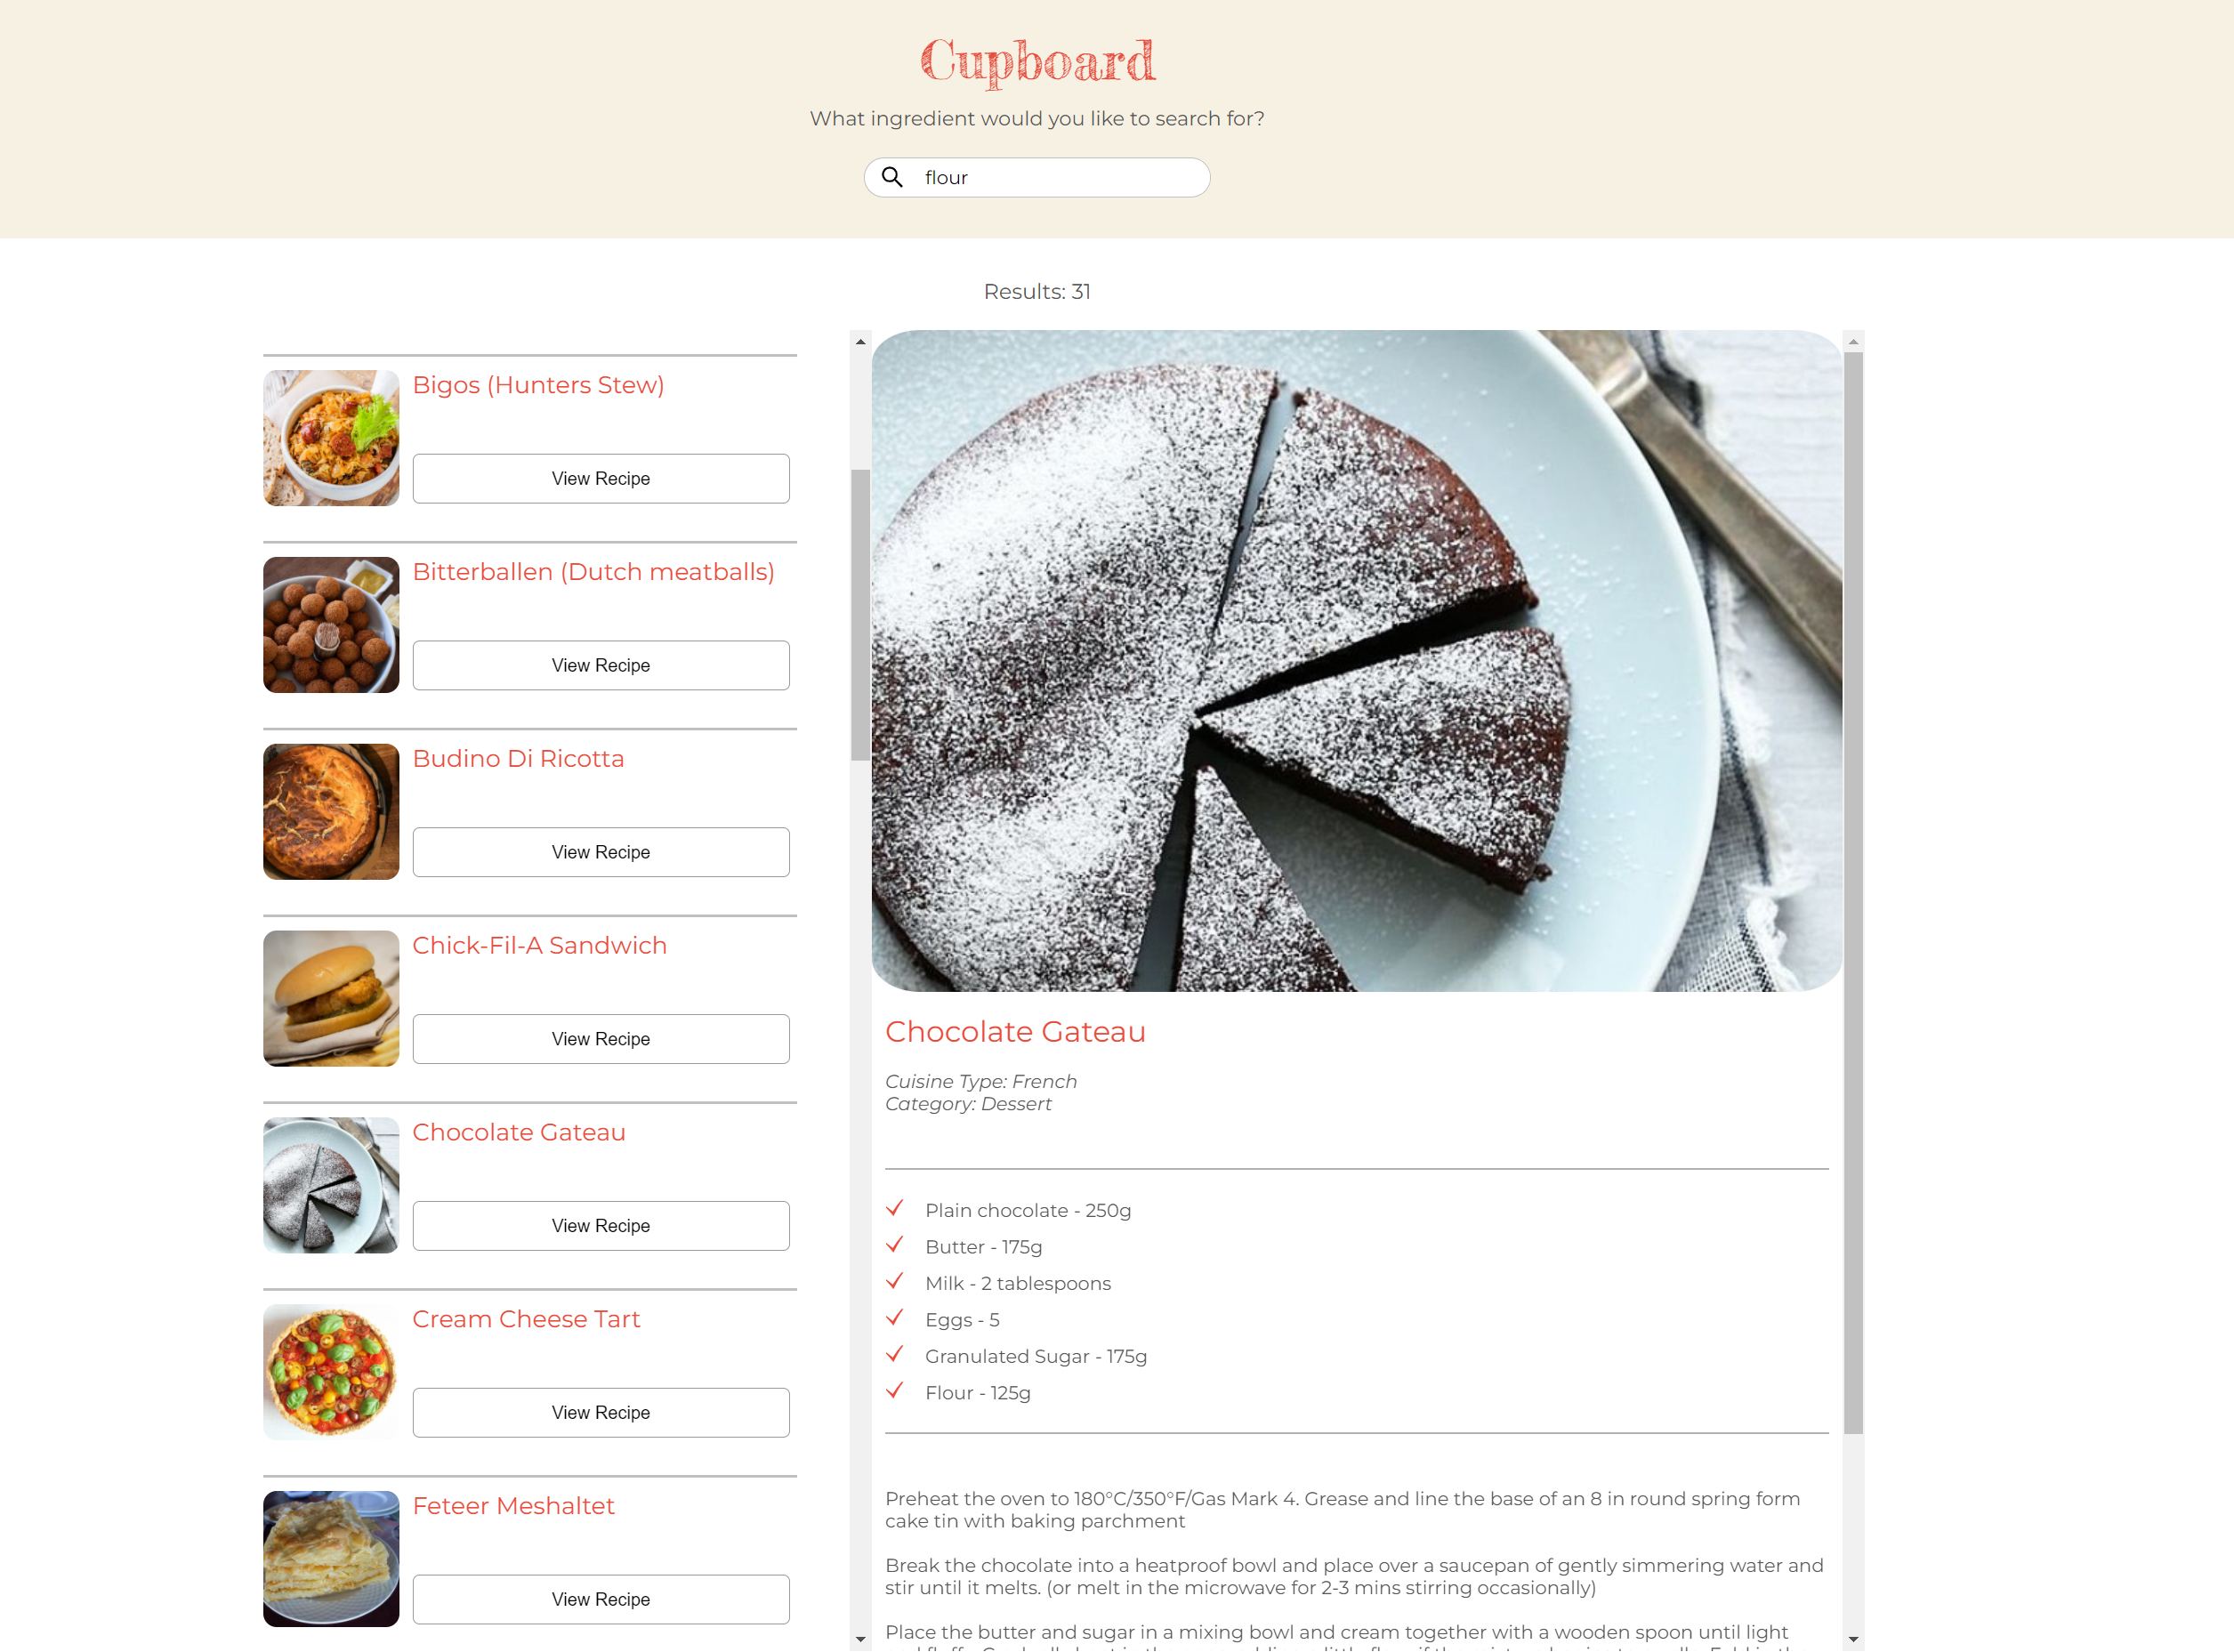 Cupboard
What ingredient would you like to search for?
flour
Results: 31
Bigos (Hunters Stew)
View Recipe
Bitterballen (Dutch meatballs)
View Recipe
Budino Di Ricotta
View Recipe
Chick-Fil-A Sandwich
View Recipe
Chocolate Gateau
View Recipe
Cream Cheese Tart
View Recipe
Feteer Meshaltet
View Recipe
Chocolate Gateau
Cuisine Type: French
Category: Dessert
Plain chocolate - 250g
Butter - 175g
Milk - 2 tablespoons
Eggs - 5
Granulated Sugar - 175g
Flour - 125g
Preheat the oven to 180°C/350°F/Gas Mark 4. Grease and line the base of an 8 in round spring form
cake tin with baking parchment
Break the chocolate into a heatproof bowl and place over a saucepan of gently simmering water and
stir until it melts. (or melt in the microwave for 2-3 mins stirring occasionally)
Place the butter and sugar in a mixing bowl and cream together with a wooden spoon until light